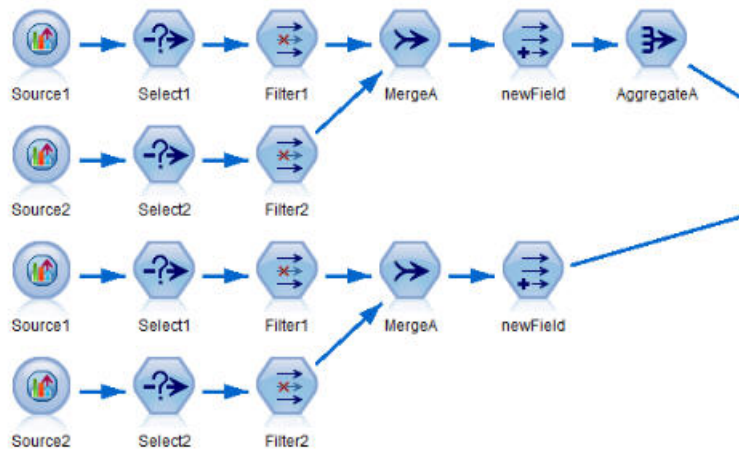 Source1 Select1 Filter1 MergeA newField AggregateA
Source2 Select2 Filter2
Source1 Select1 Filter1 MergeA newField
Source2 Select2 Filter2